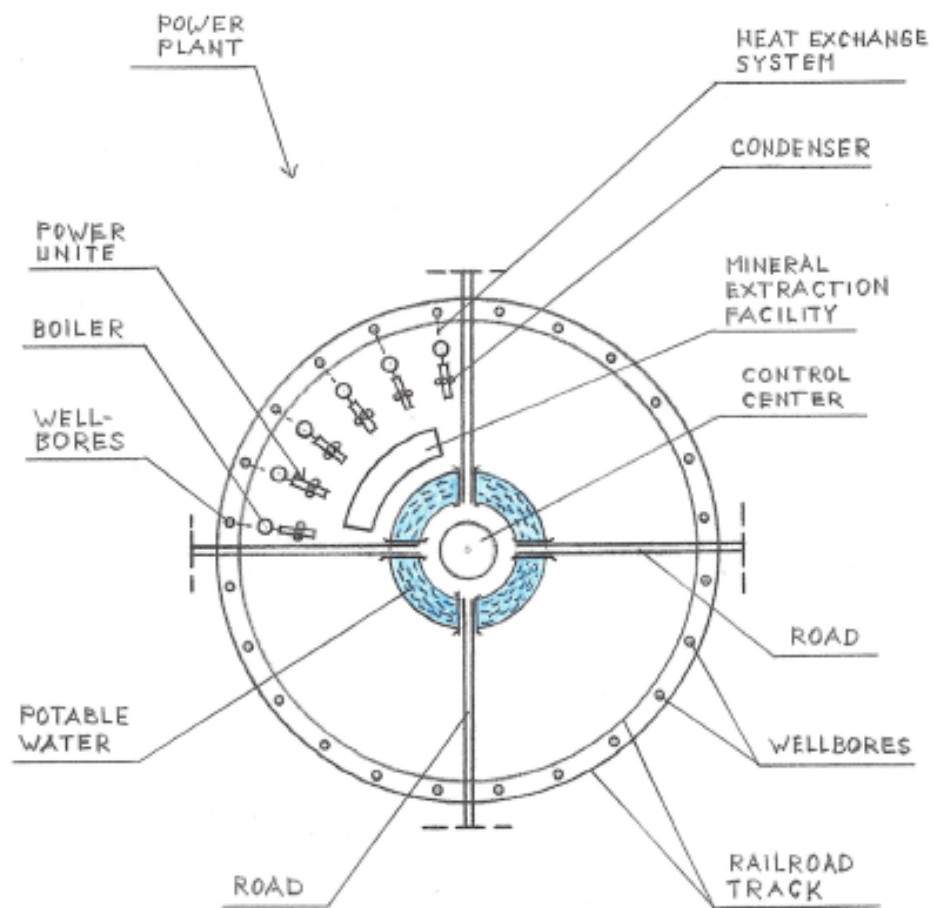 POWER
PLANT
HEAT EXCHANGE
SYSTEM
CONDENSER
POWER
UNITE
MINERAL
EXTRACTION
FACILITY
BOILER
CONTROL
CENTER
WELL-
BORES
ROAD
POTABLE
WATER
WELLBORES
ROAD
RAILROAD
TRACK